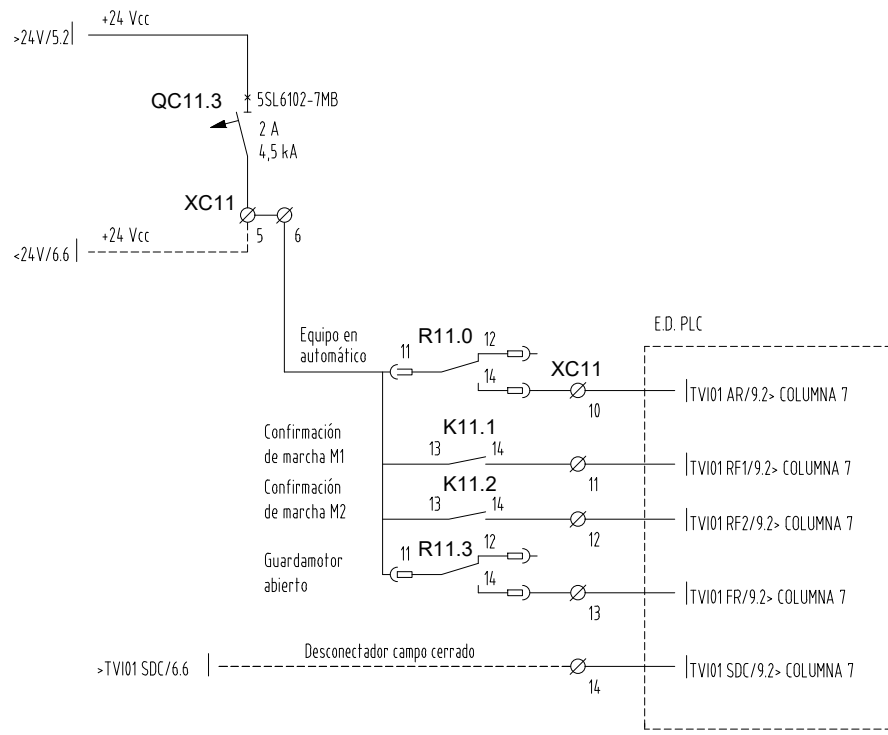 +24 Vcc
>24V/5.2
QC11.3
5SL6102-7MB
2 A
4,5 kA
XC11
5
6
+24 Vcc
<24V/6.6
E.D. PLC
Equipo en
automático
11
R11.0
12
14
XC11
10
TVI01 AR/9.2> COLUMNA 7
Confirmación
de marcha M1
K11.1
13
14
11
TVI01 RF1/9.2> COLUMNA 7
Confirmación
de marcha M2
K11.2
13
14
12
TVI01 RF2/9.2> COLUMNA 7
Guardamotor
abierto
11
R11.3
12
14
13
TVI01 FR/9.2> COLUMNA 7
>TVI01 SDC/6.6
Desconectador campo cerrado
14
TVI01 SDC/9.2> COLUMNA 7